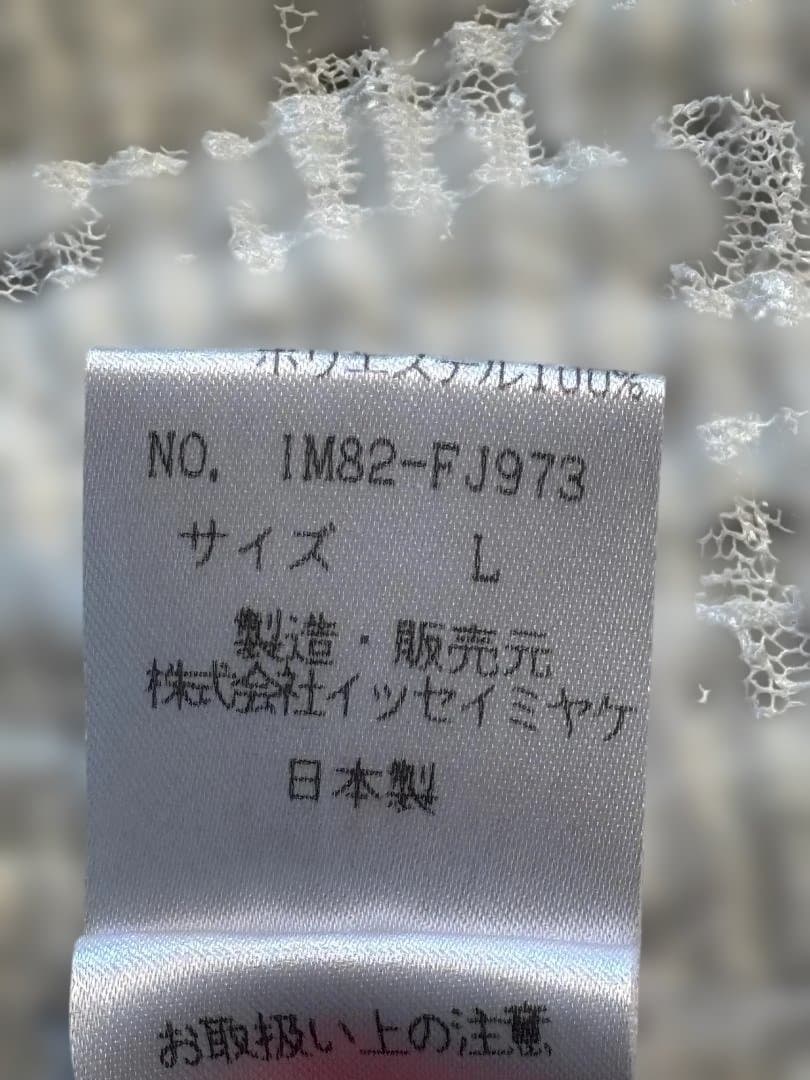 ポリエステル100%
NO. IM82-FJ973
サイズ L
製造・販売元
株式会社イッセイミヤケ
日本製
お取扱い上の注意